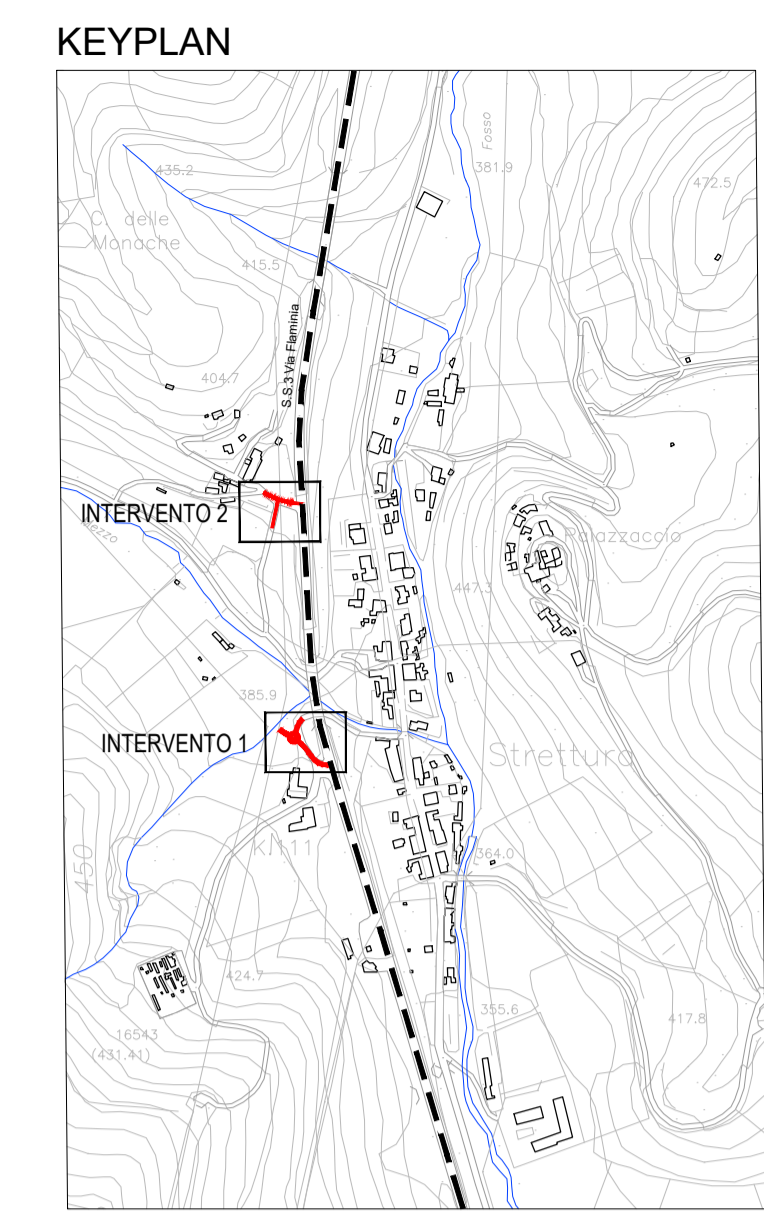 KEYPLAN
Fosso
435.2
381.9
472.5
C. delle
Monache
415.5
S.S.3 Via Flaminia
404.7
INTERVENTO 2
Mezzo
Palazzaccio
447.3
385.9
INTERVENTO 1
Strettura
K.111
450
364.0
424.7
355.6
417.8
16543
(431.41)